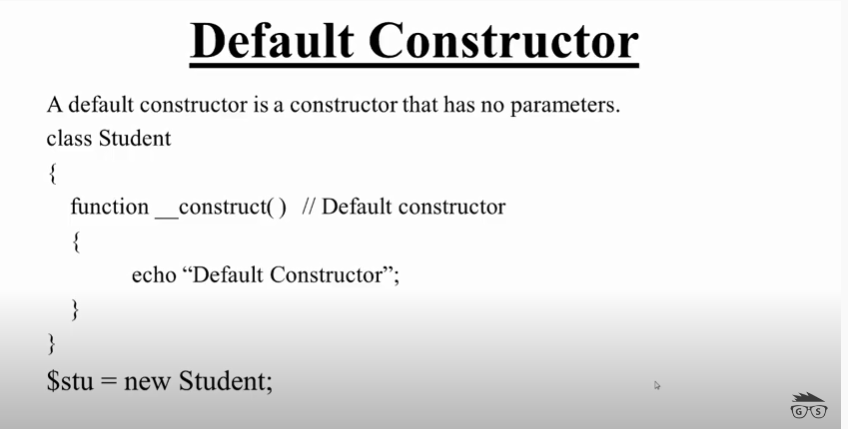 Default Constructor
A default constructor is a constructor that has no parameters.
class Student
{
function __construct( ) // Default constructor
{
echo “Default Constructor”;
}
}
$stu = new Student;
G S